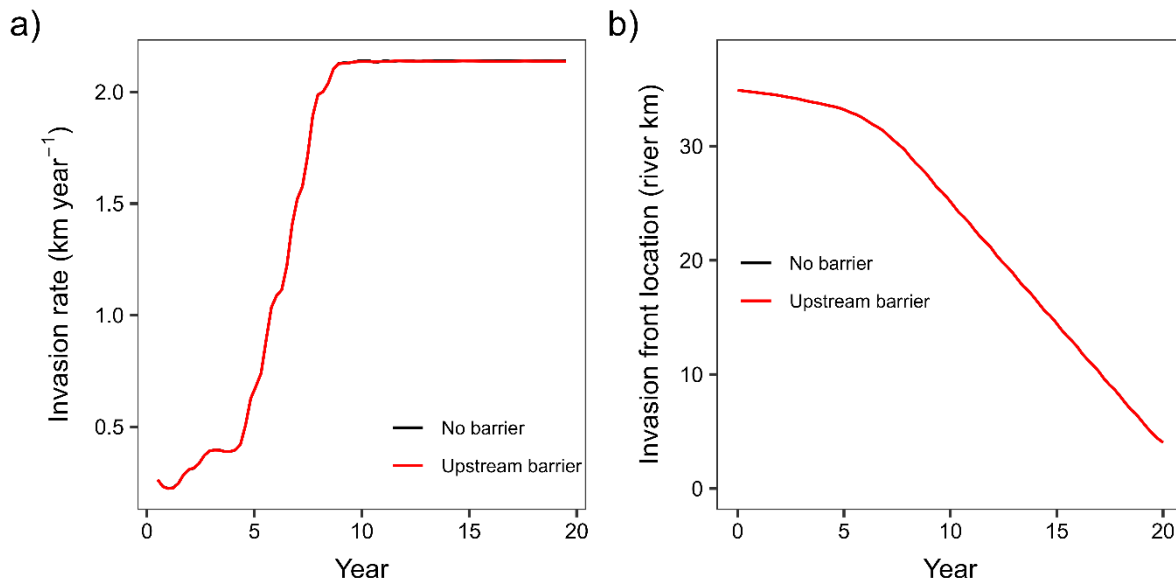 a)
Invasion rate (km year⁻¹)
2.0
1.5
1.0
0.5
No barrier
Upstream barrier
0 5 10 15 20
Year
b)
Invasion front location (river km)
30
20
10
0
No barrier
Upstream barrier
0 5 10 15 20
Year